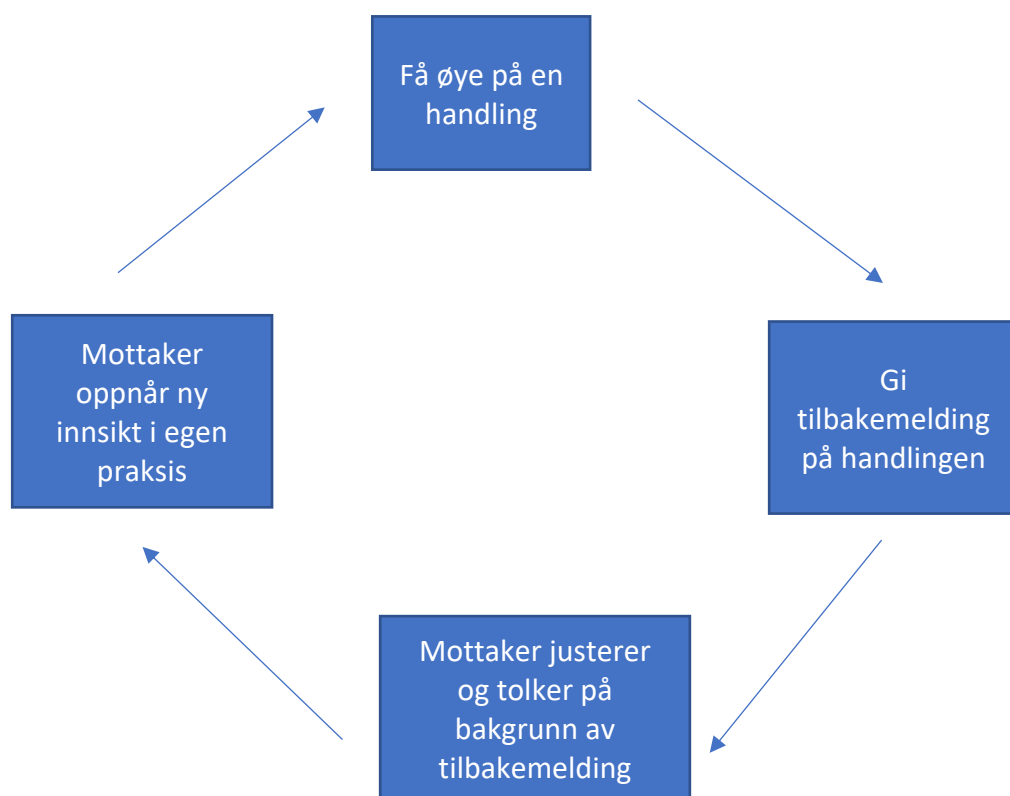 Få øye på en
handling
Gi
tilbakemelding
på handlingen
Mottaker justerer
og tolker på
bakgrunn av
tilbakemelding
Mottaker
oppnår ny
innsikt i egen
praksis